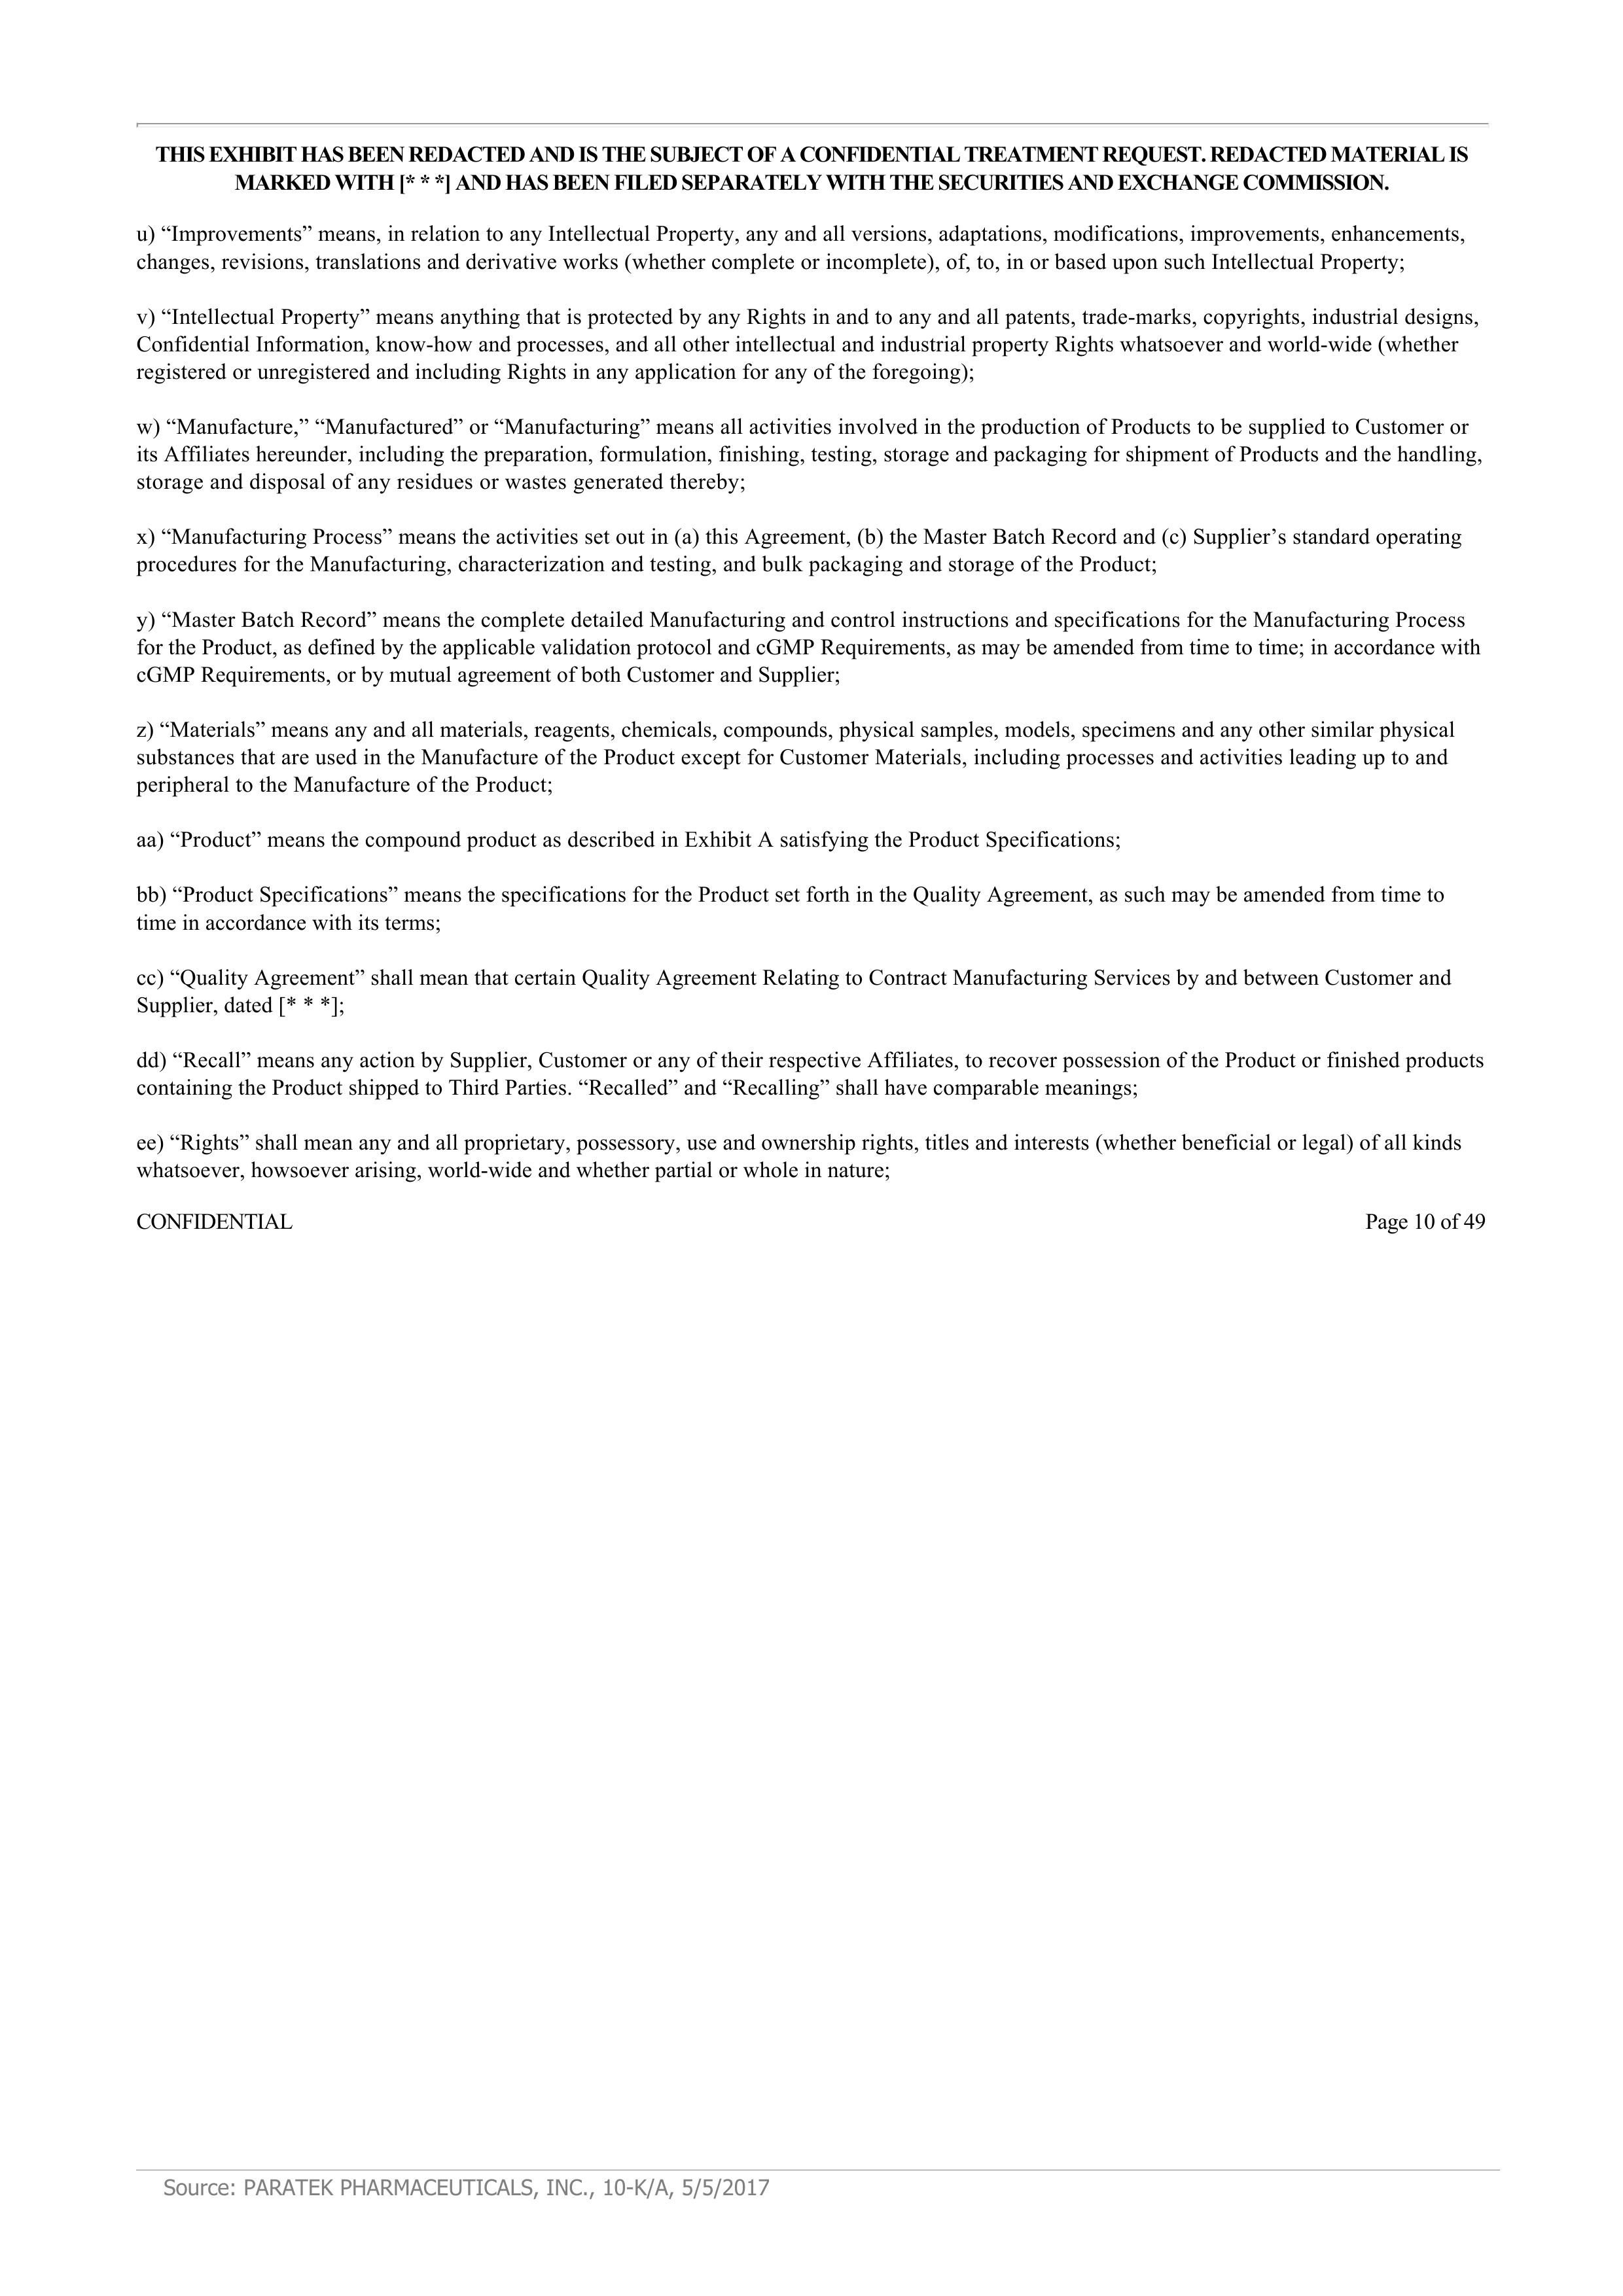 THIS EXHIBIT HAS BEEN REDACTED AND IS THE SUBJECT OF A CONFIDENTIAL TREATMENT REQUEST. REDACTED MATERIAL IS
MARKED WITH [* * *] AND HAS BEEN FILED SEPARATELY WITH THE SECURITIES AND EXCHANGE COMMISSION.
u) “Improvements” means, in relation to any Intellectual Property, any and all versions, adaptations, modifications, improvements, enhancements,
changes, revisions, translations and derivative works (whether complete or incomplete), of, to, in or based upon such Intellectual Property;
v) “Intellectual Property” means anything that is protected by any Rights in and to any and all patents, trade-marks, copyrights, industrial designs,
Confidential Information, know-how and processes, and all other intellectual and industrial property Rights whatsoever and world-wide (whether
registered or unregistered and including Rights in any application for any of the foregoing);
w) “Manufacture,” “Manufactured” or “Manufacturing” means all activities involved in the production of Products to be supplied to Customer or
its Affiliates hereunder, including the preparation, formulation, finishing, testing, storage and packaging for shipment of Products and the handling,
storage and disposal of any residues or wastes generated thereby;
x) “Manufacturing Process” means the activities set out in (a) this Agreement, (b) the Master Batch Record and (c) Supplier’s standard operating
procedures for the Manufacturing, characterization and testing, and bulk packaging and storage of the Product;
y) “Master Batch Record” means the complete detailed Manufacturing and control instructions and specifications for the Manufacturing Process
for the Product, as defined by the applicable validation protocol and cGMP Requirements, as may be amended from time to time; in accordance with
cGMP Requirements, or by mutual agreement of both Customer and Supplier;
z) “Materials” means any and all materials, reagents, chemicals, compounds, physical samples, models, specimens and any other similar physical
substances that are used in the Manufacture of the Product except for Customer Materials, including processes and activities leading up to and
peripheral to the Manufacture of the Product;
aa) “Product” means the compound product as described in Exhibit A satisfying the Product Specifications;
bb) “Product Specifications” means the specifications for the Product set forth in the Quality Agreement, as such may be amended from time to
time in accordance with its terms;
cc) “Quality Agreement” shall mean that certain Quality Agreement Relating to Contract Manufacturing Services by and between Customer and
Supplier, dated [* * *];
dd) “Recall” means any action by Supplier, Customer or any of their respective Affiliates, to recover possession of the Product or finished products
containing the Product shipped to Third Parties. “Recalled” and “Recalling” shall have comparable meanings;
ee) “Rights” shall mean any and all proprietary, possessory, use and ownership rights, titles and interests (whether beneficial or legal) of all kinds
whatsoever, howsoever arising, world-wide and whether partial or whole in nature;
CONFIDENTIAL Page 10 of 49
Source: PARATEK PHARMACEUTICALS, INC., 10-K/A, 5/5/2017